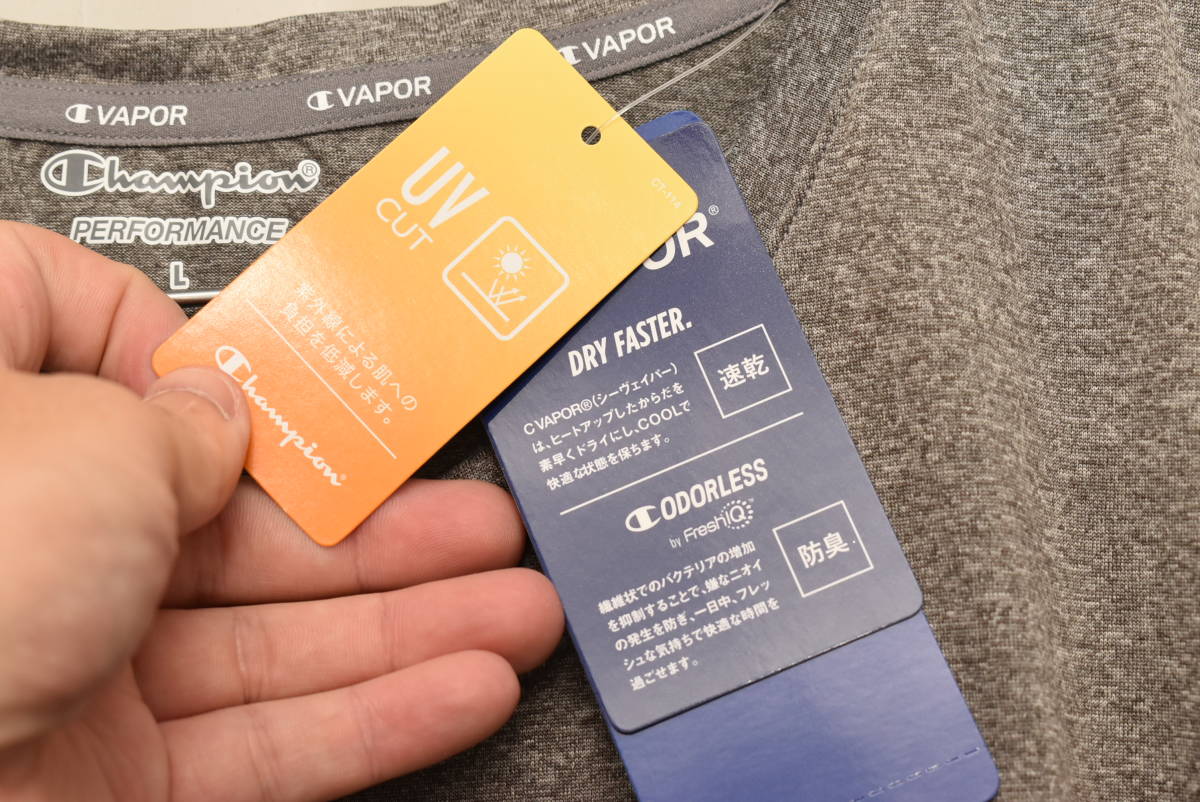 C VAPOR
C VAPOR
C VAPOR
Champion®
PERFORMANCE
L
UV
CUT
CT-114
紫外線による肌への
負担を低減します。
Champion®
OR®
DRY FASTER.
速乾
C VAPOR®(シーヴェイパー)
は、ヒートアップしたからだを
素早くドライにし、COOLで
快適な状態を保ちます。
C ODORLESS
by FreshIQ™
防臭
繊維状でのバクテリアの増加
を抑制することで、嫌なニオイ
の発生を防ぎ、一日中、フレッ
シュな気持ちで快適な時間を
過ごせます。